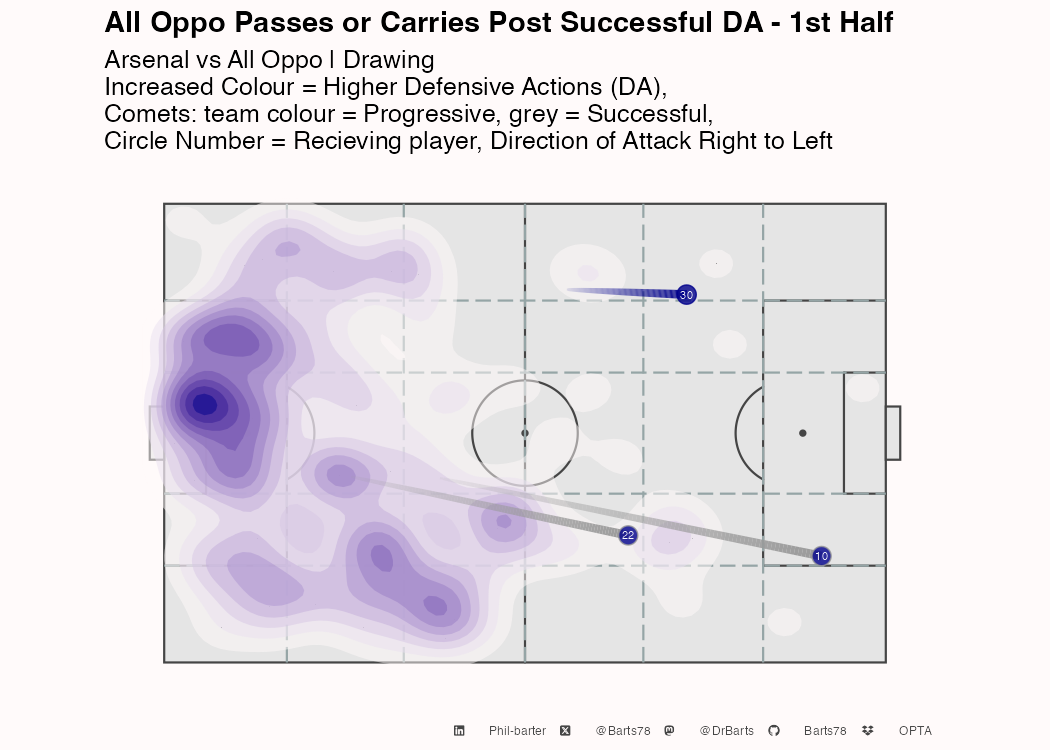 All Oppo Passes or Carries Post Successful DA - 1st Half
Arsenal vs All Oppo | Drawing
Increased Colour = Higher Defensive Actions (DA),
Comets: team colour = Progressive, grey = Successful,
Circle Number = Recieving player, Direction of Attack Right to Left
30
22
10
Phil-barter @Barts78 @DrBarts Barts78 OPTA